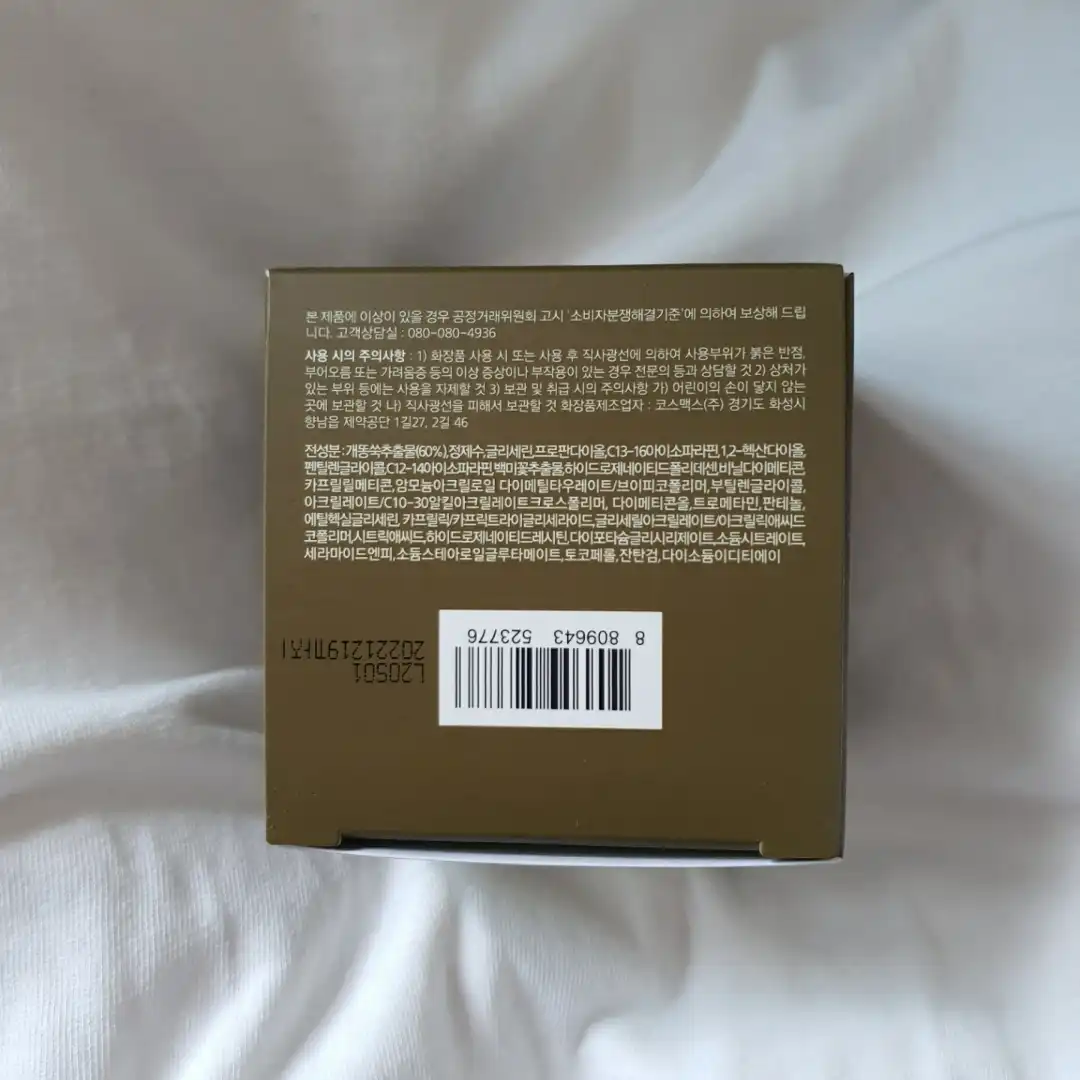 본 제품에 이상이 있을 경우 공정거래위원회 고시 '소비자분쟁해결기준'에 의하여 보상해 드립
니다. 고객상담실 : 080-080-4936
사용 시의 주의사항 : 1) 화장품 사용 시 또는 사용 후 직사광선에 의하여 사용부위가 붉은 반점,
부어오름 또는 가려움증 등의 이상 증상이나 부작용이 있는 경우 전문의 등과 상담할 것 2) 상처가
있는 부위 등에는 사용을 자제할 것 3) 보관 및 취급 시의 주의사항 가) 어린이의 손이 닿지 않는
곳에 보관할 것 나) 직사광선을 피해서 보관할 것 화장품제조업자 : 코스맥스(주) 경기도 화성시
향남읍 제약공단 1길27, 2길 46
전성분 : 개똥쑥추출물(60%),정제수,글리세린,프로판다이올,C13-16아이소파라핀,1,2-헥산다이올,
펜틸렌글라이콜,C12-14아이소파라핀,백미꽃추출물,하이드로제네이티드폴리데센,비닐다이메티콘,
카프릴릴메티콘,암모늄아크릴로일 다이메틸타우레이트/브이피코폴리머,부틸렌글라이콜,
아크릴레이트/C10-30알킬아크릴레이트크로스폴리머, 다이메티콘올,트로메타민,판테놀,
에틸헥실글리세린, 카프릴릭/카프릭트라이글리세라이드,글리세릴아크릴레이트/아크릴릭애씨드
코폴리머,시트릭애씨드,하이드로제네이티드레시틴,다이포타슘글리시리제이트,소듐시트레이트,
세라마이드엔피,소듐스테아로일글루타메이트,토코페롤,잔탄검,다이소듐이디티에이
8 809643 523776
L20S01
20221219까지